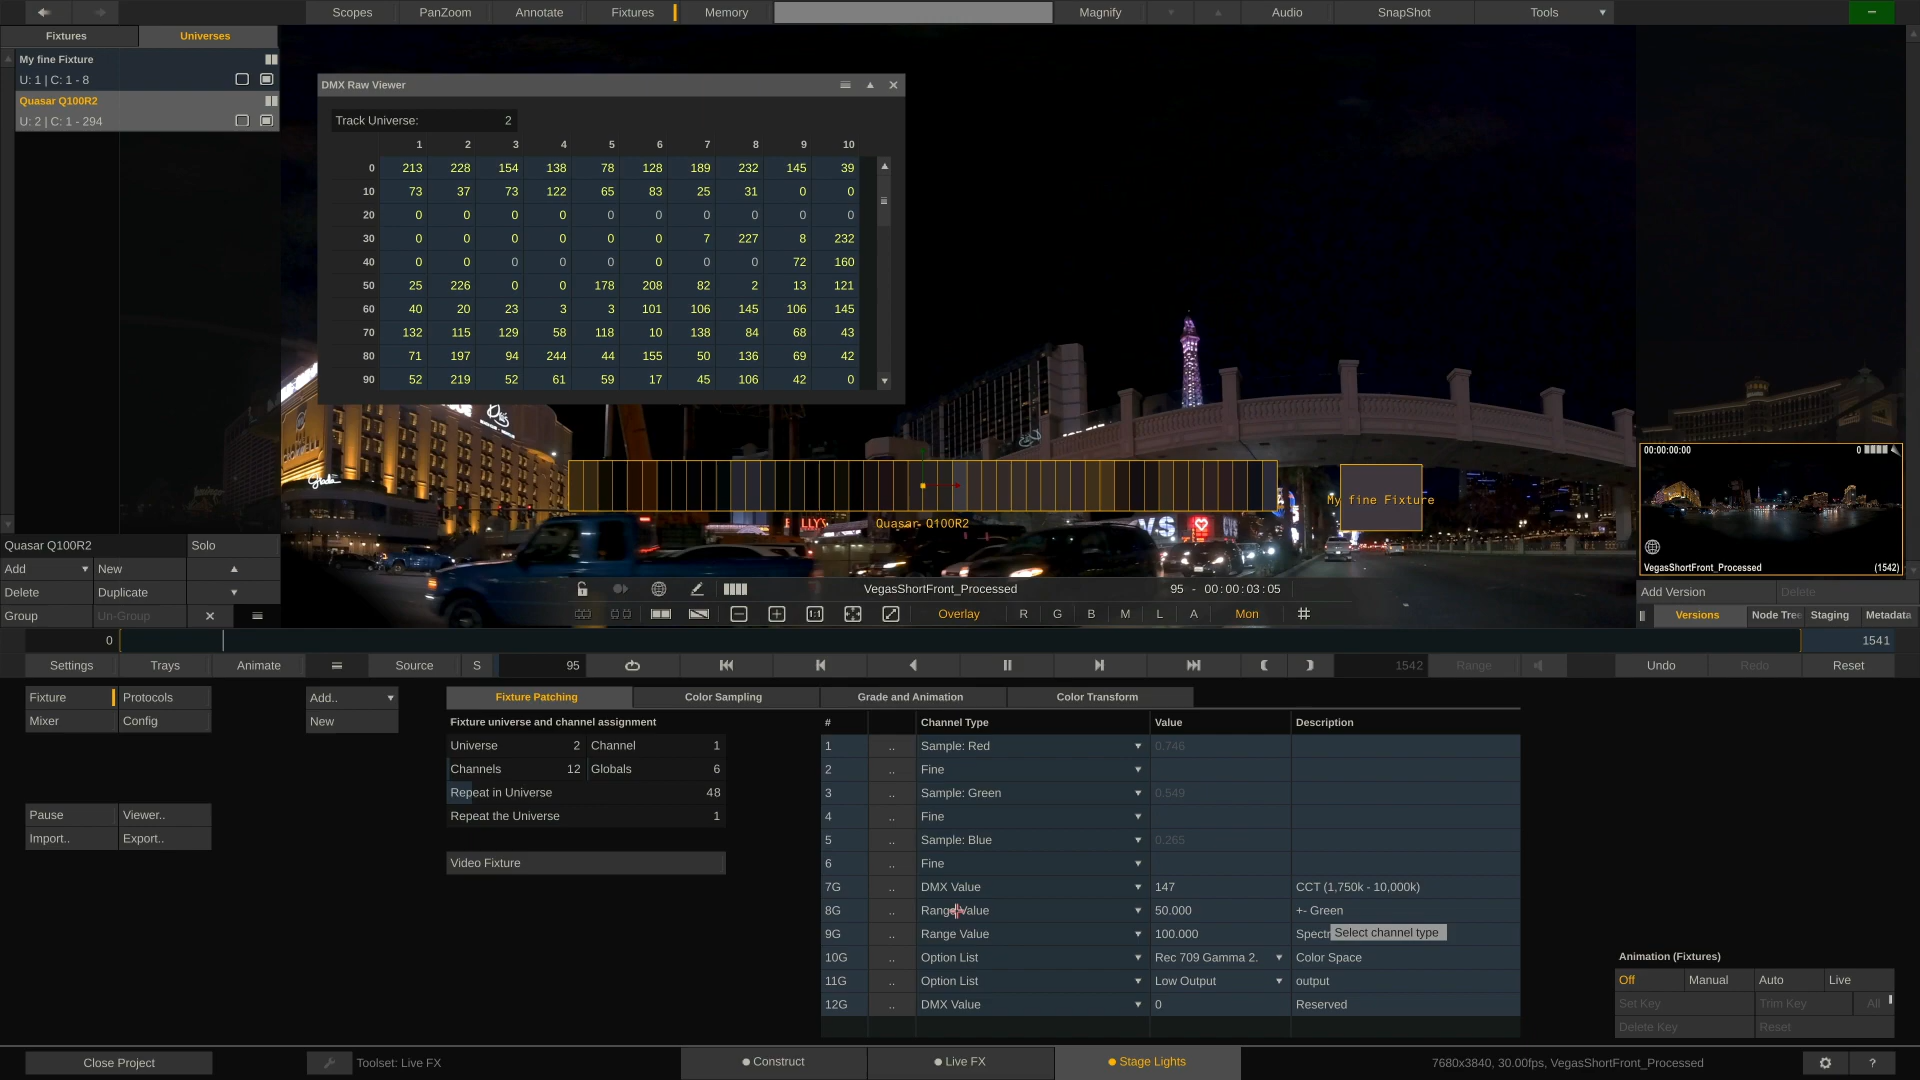 Scopes PanZoom Annotate Fixtures Memory Magnify Audio SnapShot Tools
Fixtures Universes
My fine Fixture
U: 1 | C: 1 - 8
Quasar Q100R2
U: 2 | C: 1 - 294
DMX Raw Viewer
Track Universe: 2
1 2 3 4 5 6 7 8 9 10
0 213 228 154 138 78 128 189 232 145 39
10 73 37 73 122 65 83 25 31 0 0
20 0 0 0 0 0 0 0 0 0 0
30 0 0 0 0 0 0 7 227 8 232
40 0 0 0 0 0 0 0 0 72 160
50 25 226 0 0 178 208 82 2 13 121
60 40 20 23 3 3 101 106 145 106 145
70 132 115 129 58 118 10 138 84 68 43
80 71 197 94 244 44 155 50 136 69 42
90 52 219 52 61 59 17 45 106 42 0
My fine Fixture
Quasar Q100R2
00:00:00:00 0
VegasShortFront_Processed (1542)
Quasar Q100R2 Solo
Add New
Delete Duplicate
Group Un-Group
VegasShortFront_Processed 95 - 00:00:03:05
1:1 Overlay R G B M L A Mon
Add Version Delete
Versions Node Tree Staging Metadata
0 1541
Settings Trays Animate Source S 95 1542 Range Undo Redo Reset
Fixture Protocols
Mixer Config
Add..
New
Pause Viewer..
Import.. Export..
Fixture Patching Color Sampling Grade and Animation Color Transform
Fixture universe and channel assignment
Universe 2 Channel 1
Channels 12 Globals 6
Repeat in Universe 48
Repeat the Universe 1
Video Fixture
# Channel Type Value Description
1 .. Sample: Red 0.746
2 .. Fine
3 .. Sample: Green 0.549
4 .. Fine
5 .. Sample: Blue 0.265
6 .. Fine
7G .. DMX Value 147 CCT (1,750k - 10,000k)
8G .. Range Value 50.000 +- Green
9G .. Range Value 100.000 Spectr
Select channel type
10G .. Option List Rec 709 Gamma 2. Color Space
11G .. Option List Low Output output
12G .. DMX Value 0 Reserved
Animation (Fixtures)
Off Manual Auto Live
Set Key Trim Key All
Delete Key Reset
Close Project Toolset: Live FX Construct Live FX Stage Lights 7680x3840, 30.00fps, VegasShortFront_Processed ?